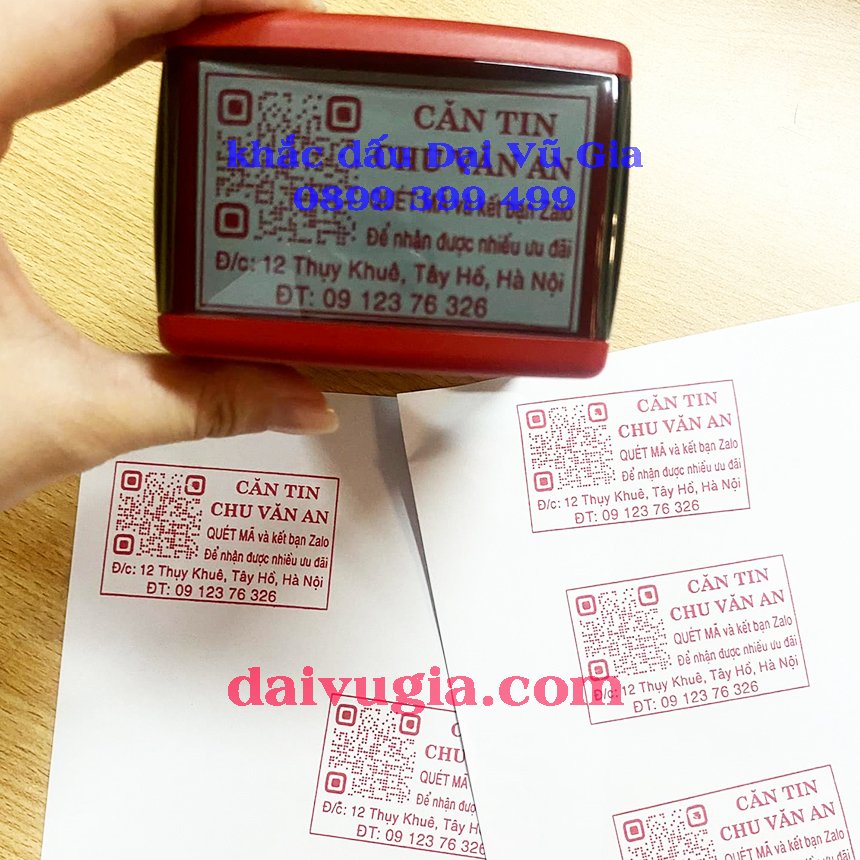 CĂN TIN
CHU VĂN AN
QUÉT MÃ và kết bạn Zalo
Để nhận được nhiều ưu đãi
Đ/c: 12 Thụy Khuê, Tây Hồ, Hà Nội
ĐT: 09 123 76 326
khắc dấu Đại Vũ Gia
0899 399 499
CĂN TIN
CHU VĂN AN
QUÉT MÃ và kết bạn Zalo
Để nhận được nhiều ưu đãi
Đ/c: 12 Thụy Khuê, Tây Hồ, Hà Nội
ĐT: 09 123 76 326
CĂN TIN
CHU VĂN AN
QUÉT MÃ và kết bạn Zalo
Để nhận được nhiều ưu đãi
Đ/c: 12 Thụy Khuê, Tây Hồ, Hà Nội
ĐT: 09 123 76 326
CĂN TIN
CHU VĂN AN
QUÉT MÃ và kết bạn Zalo
Để nhận được nhiều ưu đãi
Đ/c: 12 Thụy Khuê, Tây Hồ, Hà Nội
ĐT: 09 123 76 326
daivugia.com
QUÉT MÃ
Để nhận được
Đ/c: 12 Thụy Khuê, Tây
ĐT: 09 123 76 326
CĂN TIN
CHU VĂN AN
QUÉT MÃ và kết bạn Zalo